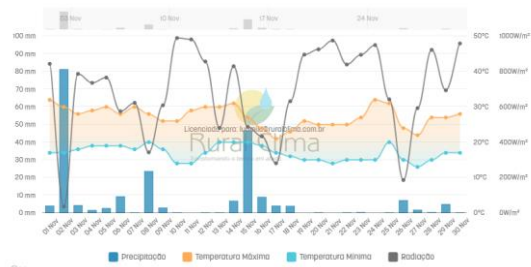 03 Nov 10 Nov 17 Nov 24 Nov
100 mm 50°C 1000W/m²
90 mm
80 mm 40°C 800W/m²
70 mm
60 mm 30°C 600W/m²
50 mm
40 mm 20°C 400W/m²
30 mm
20 mm 10°C 200W/m²
10 mm
0 mm 0°C 0W/m²
Rural Clima
01 Nov 02 Nov 03 Nov 04 Nov 05 Nov 06 Nov 07 Nov 08 Nov 09 Nov 10 Nov 11 Nov 12 Nov 13 Nov 14 Nov 15 Nov 16 Nov 17 Nov 18 Nov 19 Nov 20 Nov 21 Nov 22 Nov 23 Nov 24 Nov 25 Nov 26 Nov 27 Nov 28 Nov 29 Nov 30 Nov
Precipitação Temperatura Máxima Temperatura Mínima Radiação